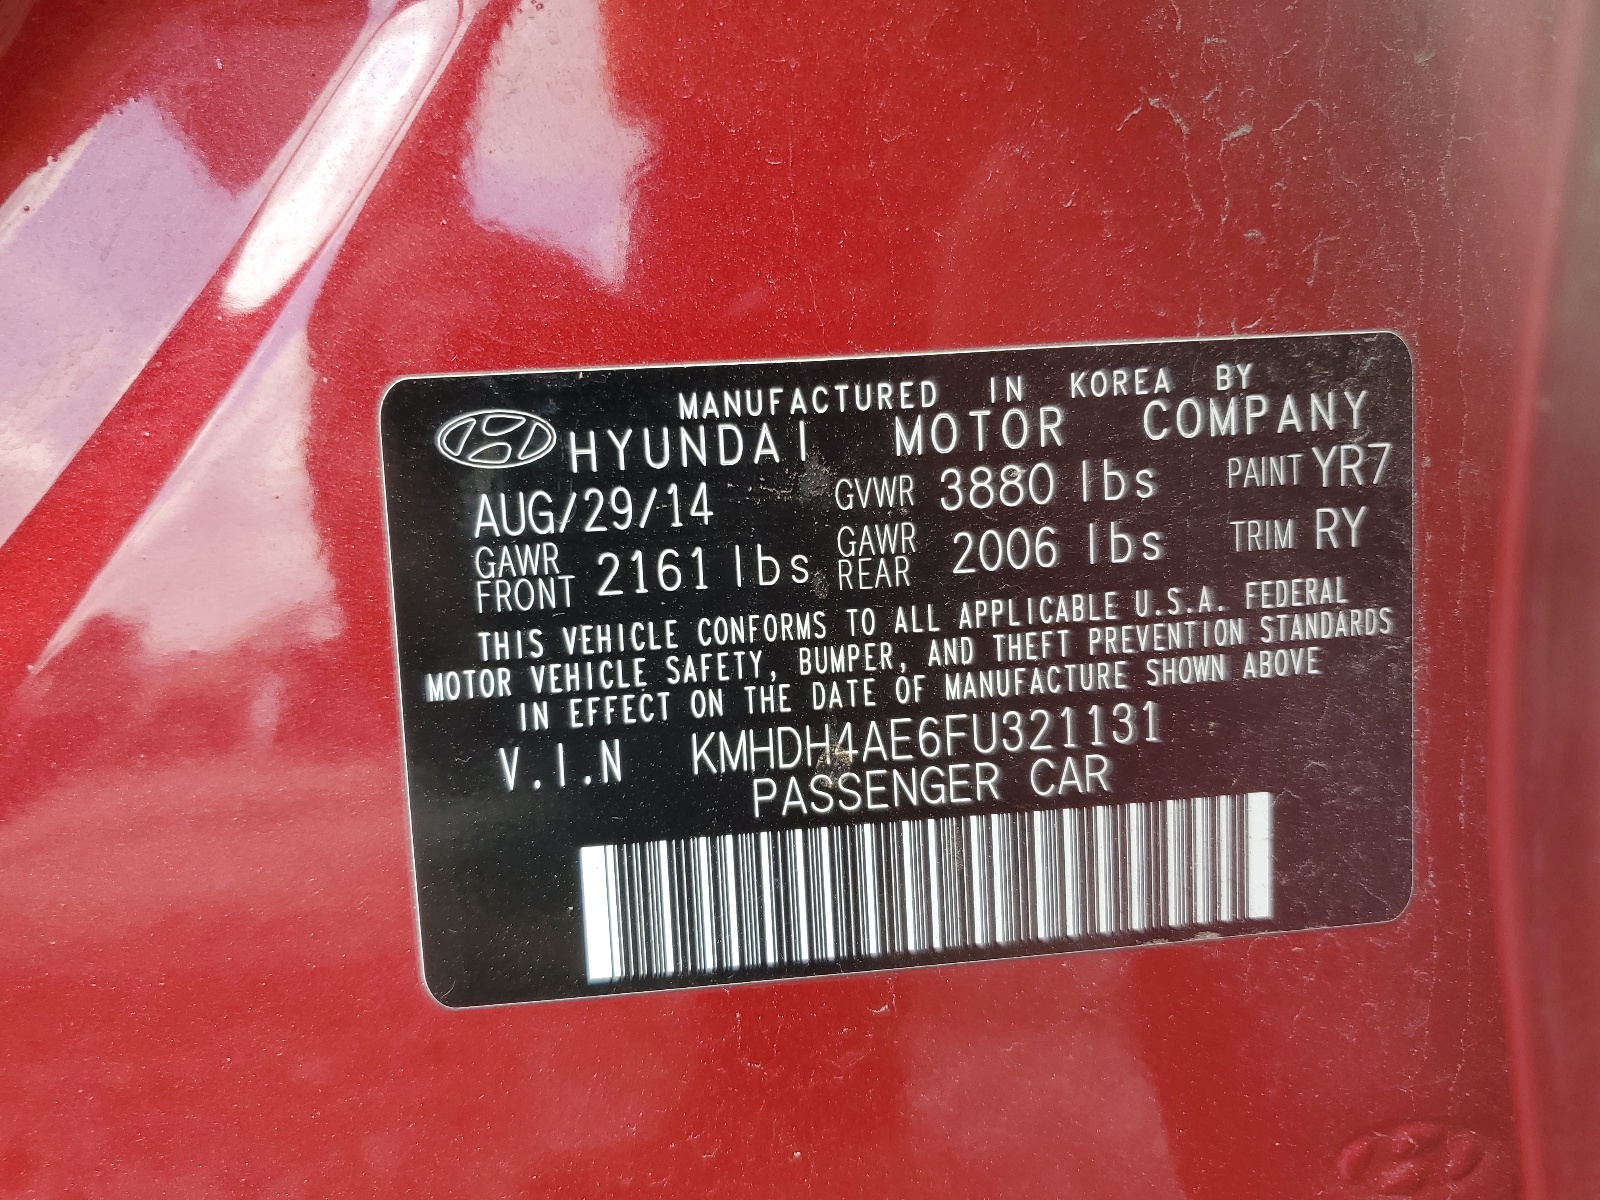 MANUFACTURED IN KOREA BY
HYUNDAI MOTOR COMPANY
AUG/29/14 GVWR 3880 lbs PAINT YR7
GAWR FRONT 2161 lbs GAWR REAR 2006 lbs TRIM RY
THIS VEHICLE CONFORMS TO ALL APPLICABLE U.S.A. FEDERAL
MOTOR VEHICLE SAFETY, BUMPER, AND THEFT PREVENTION STANDARDS
IN EFFECT ON THE DATE OF MANUFACTURE SHOWN ABOVE
V.I.N KMHDH4AE6FU321131
PASSENGER CAR